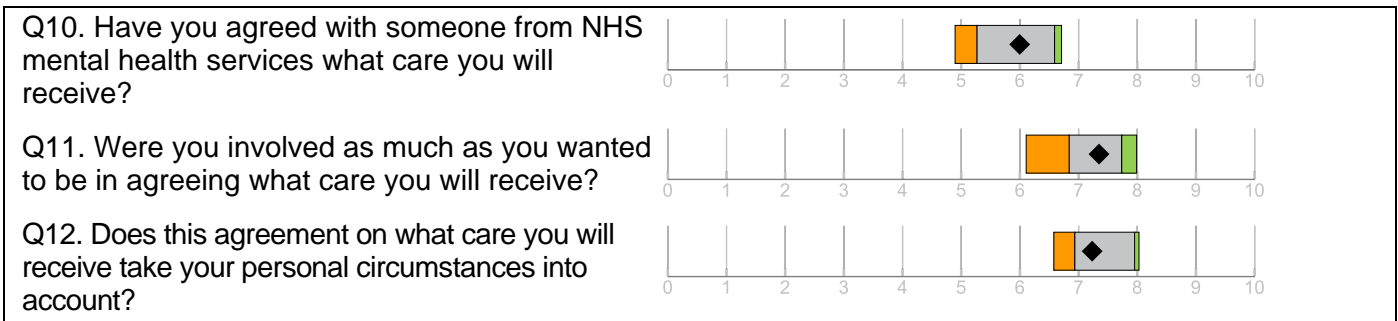 Q10. Have you agreed with someone from NHS
mental health services what care you will
receive?
0 1 2 3 4 5 6 7 8 9 10
Q11. Were you involved as much as you wanted
to be in agreeing what care you will receive?
0 1 2 3 4 5 6 7 8 9 10
Q12. Does this agreement on what care you will
receive take your personal circumstances into
account?
0 1 2 3 4 5 6 7 8 9 10